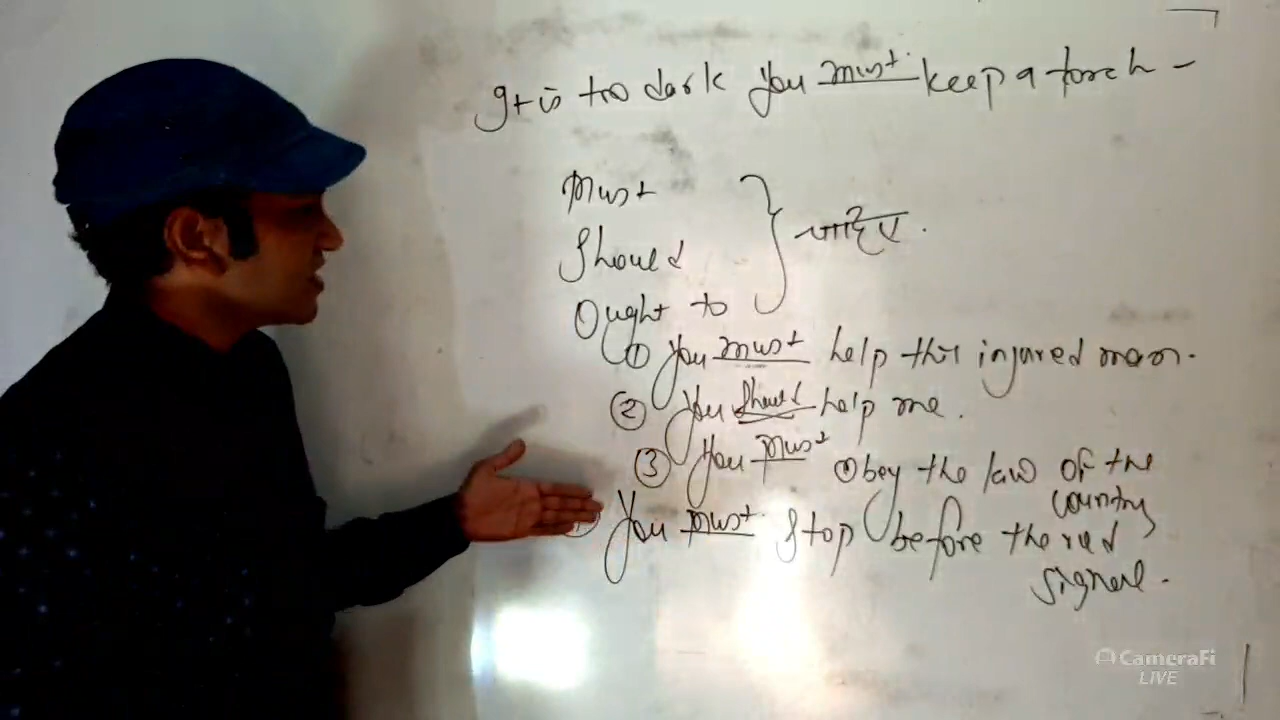 It is too dark you must keep a torch -
Must
Should
Ought to
चाहिए.
① you must help this injured man.
② you should help me.
③ you must obey the law of the
country
You must stop before the red
signal.
CameraFi
LIVE